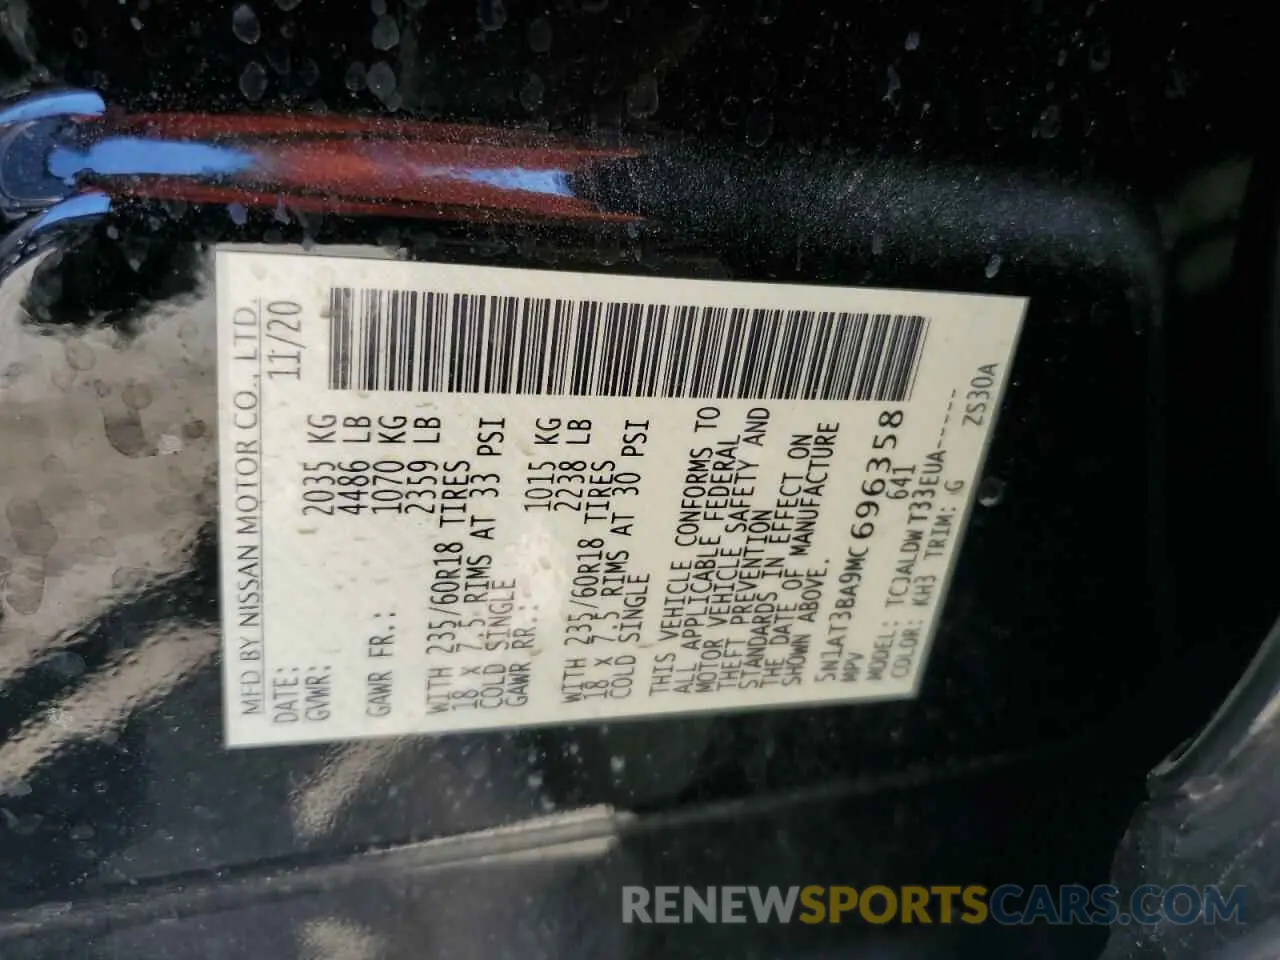 MFD BY NISSAN MOTOR CO., LTD.
DATE: 11/20
GVWR: 2035 KG
4486 LB
GAWR FR.: 1070 KG
2359 LB
WITH 235/60R18 TIRES
18 X 7.5 RIMS AT 33 PSI
COLD SINGLE
GAWR RR.: 1015 KG
2238 LB
WITH 235/60R18 TIRES
18 X 7.5 RIMS AT 30 PSI
COLD SINGLE
THIS VEHICLE CONFORMS TO
ALL APPLICABLE FEDERAL
MOTOR VEHICLE SAFETY AND
THEFT PREVENTION
STANDARDS IN EFFECT ON
THE DATE OF MANUFACTURE
SHOWN ABOVE.
5N1AT3BA9MC696358
MPV 641
MODEL: TCJALDWT33EUA-----
COLOR: KH3 TRIM: G
ZS30A
RENEWSPORTSCARS.COM